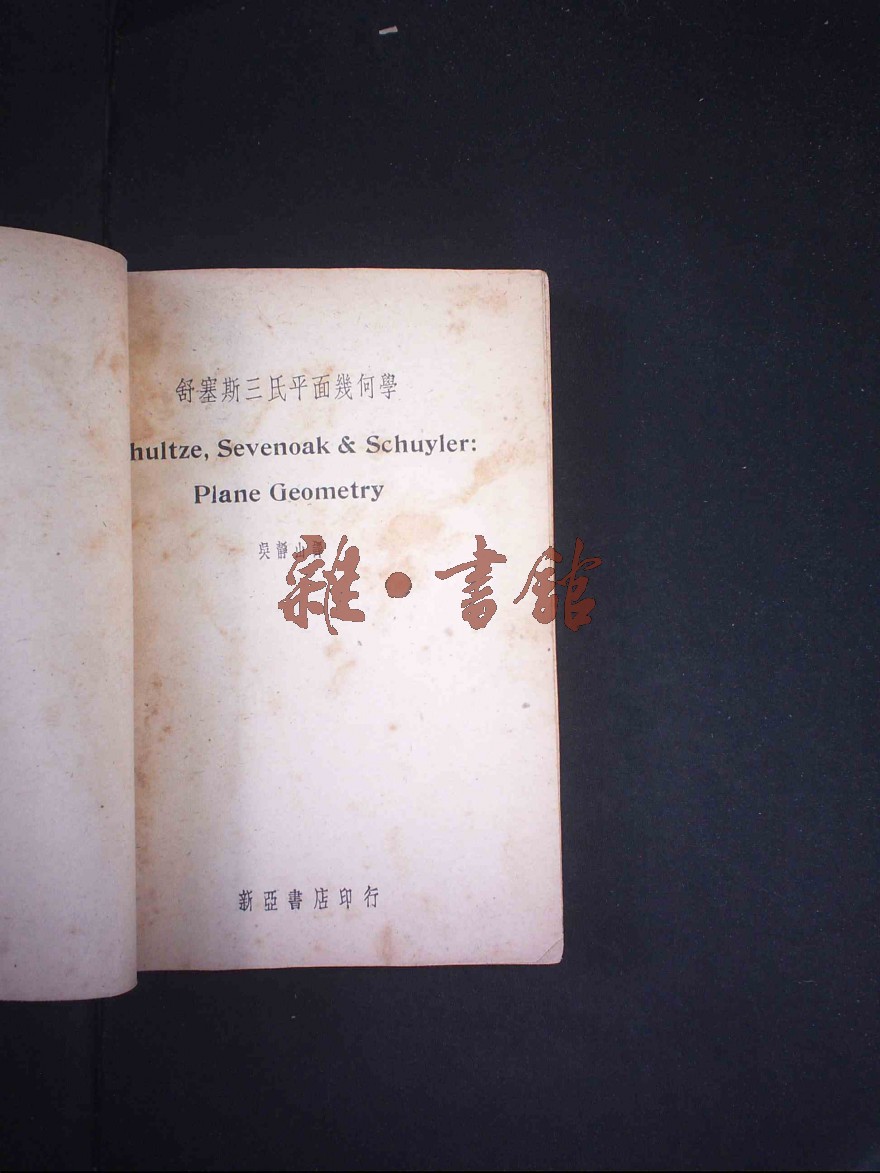 舒塞斯三氏平面幾何學
hultze, Sevenoak & Schuyler:
Plane Geometry
吳靜山譯
雜·書館
新亞書店印行